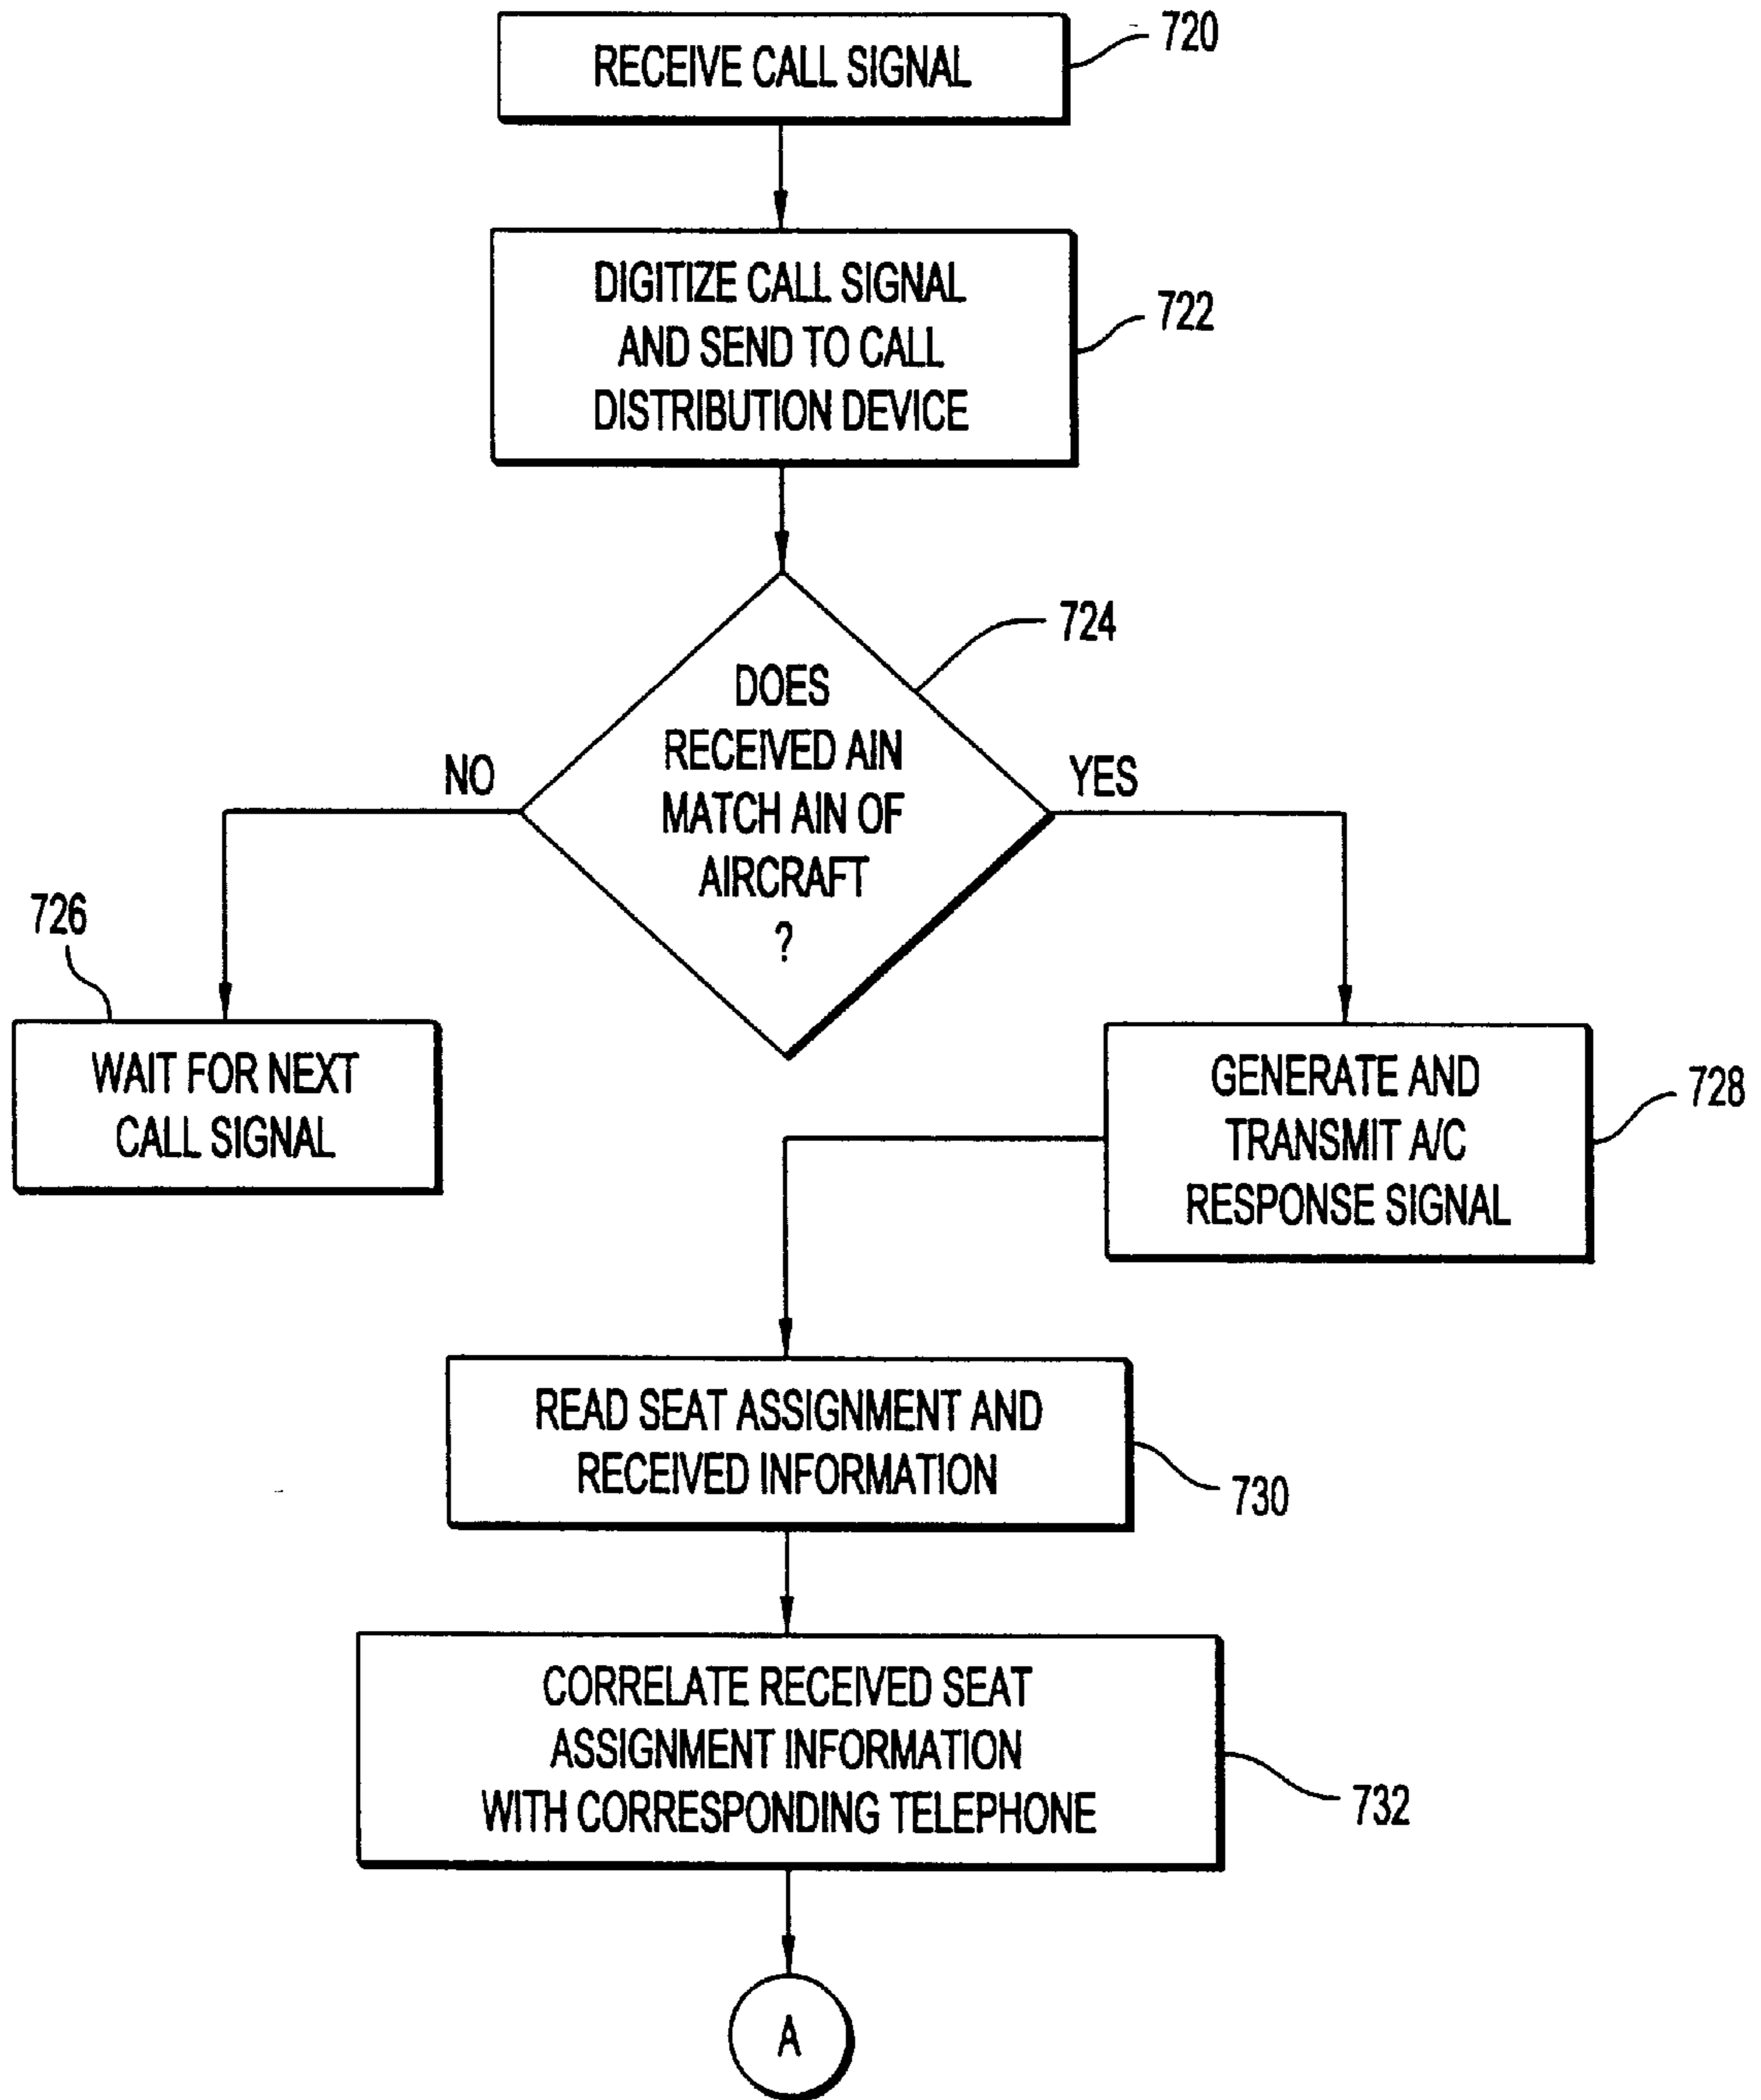 RECEIVE CALL SIGNAL
720
DIGITIZE CALL SIGNAL
AND SEND TO CALL
DISTRIBUTION DEVICE
722
724
DOES
RECEIVED AIN
MATCH AIN OF
AIRCRAFT
?
NO
YES
726
WAIT FOR NEXT
CALL SIGNAL
GENERATE AND
TRANSMIT A/C
RESPONSE SIGNAL
728
READ SEAT ASSIGNMENT AND
RECEIVED INFORMATION
730
CORRELATE RECEIVED SEAT
ASSIGNMENT INFORMATION
WITH CORRESPONDING TELEPHONE
732
A